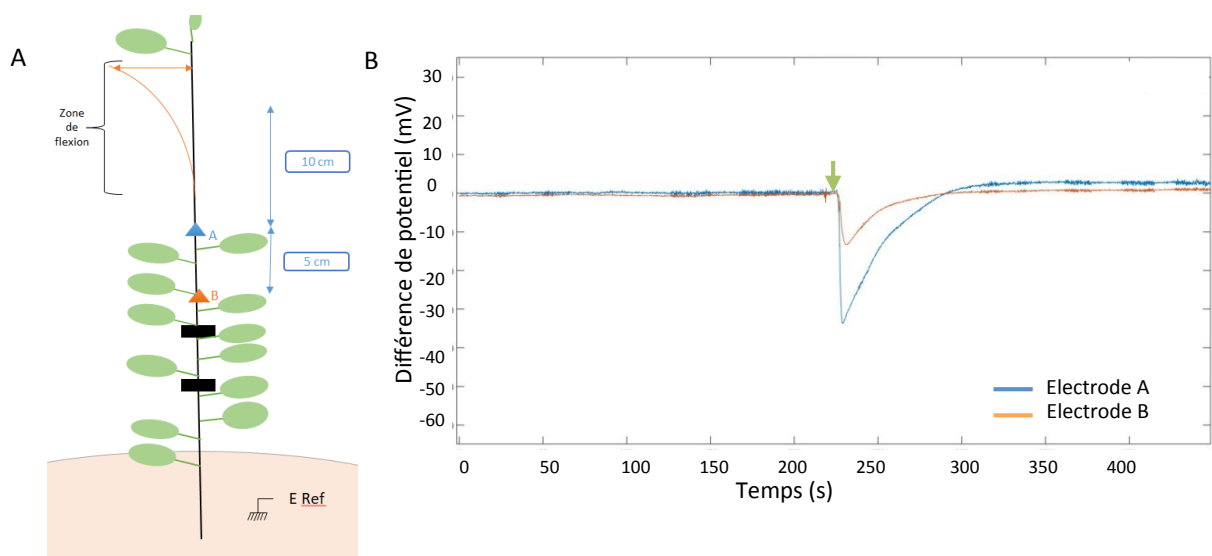 A
Zone
de
flexion
10 cm
A
5 cm
B
E Ref
B
Différence de potentiel (mV)
30
20
10
0
-10
-20
-30
-40
-50
-60
0 50 100 150 200 250 300 350 400
Temps (s)
Electrode A
Electrode B